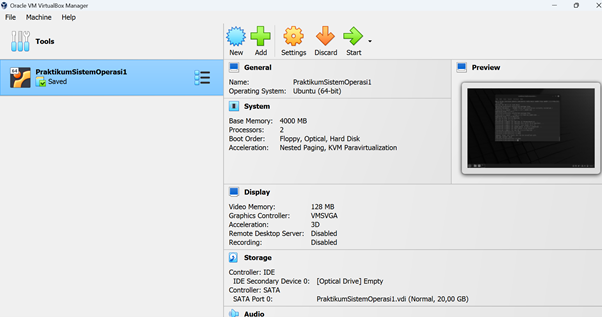 Oracle VM VirtualBox Manager
File Machine Help
Tools
New Add Settings Discard Start
64
PraktikumSistemOperasi1
Saved
General
Name: PraktikumSistemOperasi1
Operating System: Ubuntu (64-bit)
Preview
System
Base Memory: 4000 MB
Processors: 2
Boot Order: Floppy, Optical, Hard Disk
Acceleration: Nested Paging, KVM Paravirtualization
Display
Video Memory: 128 MB
Graphics Controller: VMSVGA
Acceleration: 3D
Remote Desktop Server: Disabled
Recording: Disabled
Storage
Controller: IDE
IDE Secondary Device 0: [Optical Drive] Empty
Controller: SATA
SATA Port 0: PraktikumSistemOperasi1.vdi (Normal, 20,00 GB)
Audio